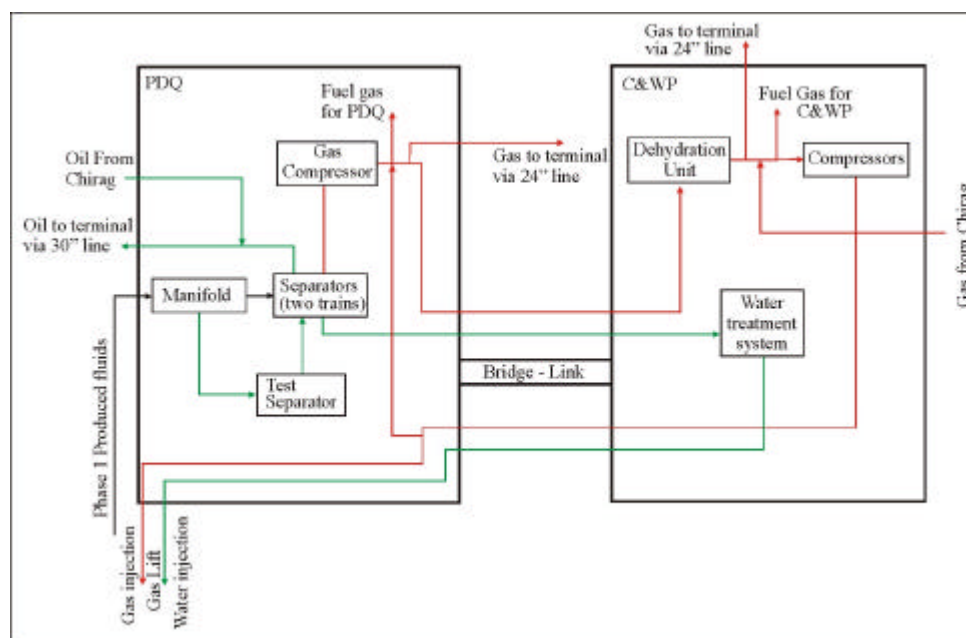 Gas to terminal
via 24” line
PDQ
C&WP
Fuel gas
for PDQ
Fuel Gas for
C&WP
Oil From
Chirag
Gas
Compressor
Gas to terminal
via 24” line
Dehydration
Unit
Compressors
Oil to terminal
via 30” line
Gas from Chirag
Manifold
Separators
(two trains)
Water
treatment
system
Bridge - Link
Test
Separator
Phase 1 Produced fluids
Gas injection
Gas Lift
Water injection